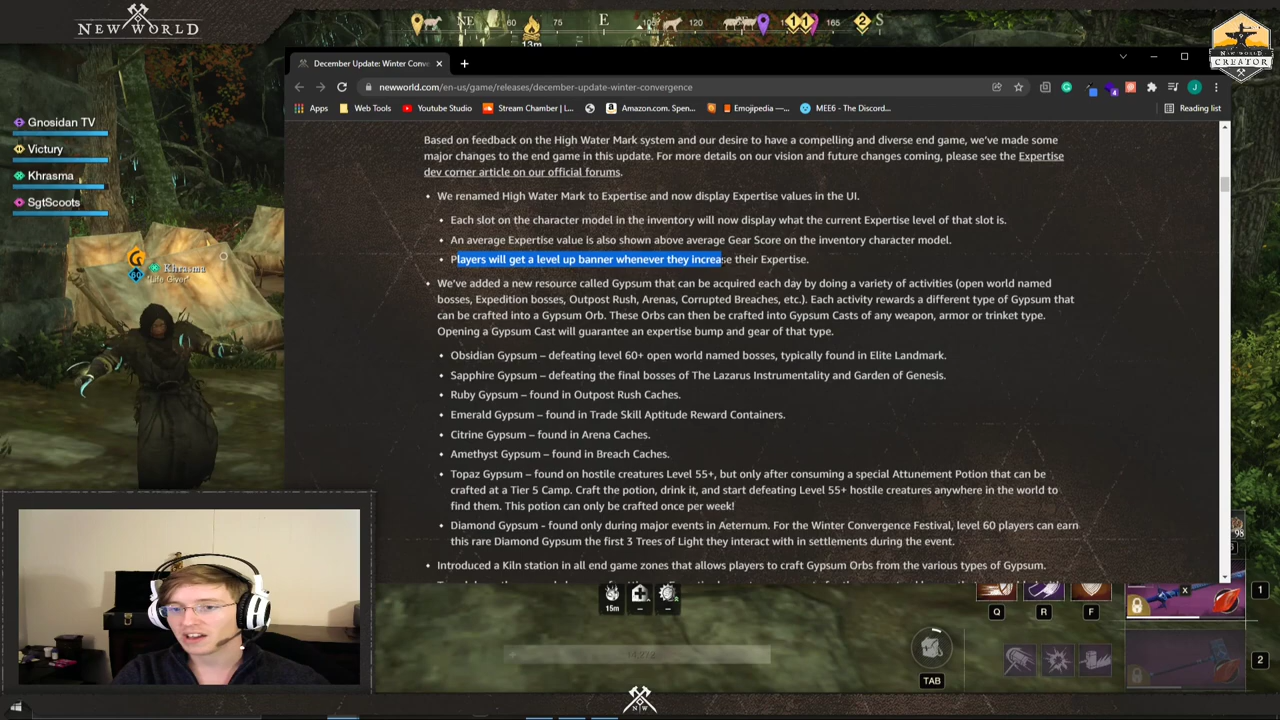 NEW WORLD
NE
60
75
E
105
120
165
S
13m
1 1
2
NEW WORLD
CREATOR
December Update: Winter Conve
newworld.com/en-us/game/releases/december-update-winter-convergence
Apps
Web Tools
Youtube Studio
Stream Chamber | L...
Amazon.com. Spen...
Emojipedia —...
MEE6 - The Discord...
Reading list
Gnosidan TV
Victury
Khrasma
SgtScoots
Khrasma
"Life Giver"
60
Based on feedback on the High Water Mark system and our desire to have a compelling and diverse end game, we've made some
major changes to the end game in this update. For more details on our vision and future changes coming, please see the Expertise
dev corner article on our official forums.
• We renamed High Water Mark to Expertise and now display Expertise values in the UI.
• Each slot on the character model in the inventory will now display what the current Expertise level of that slot is.
• An average Expertise value is also shown above average Gear Score on the inventory character model.
• Players will get a level up banner whenever they increase their Expertise.
• We've added a new resource called Gypsum that can be acquired each day by doing a variety of activities (open world named
bosses, Expedition bosses, Outpost Rush, Arenas, Corrupted Breaches, etc.). Each activity rewards a different type of Gypsum that
can be crafted into a Gypsum Orb. These Orbs can then be crafted into Gypsum Casts of any weapon, armor or trinket type.
Opening a Gypsum Cast will guarantee an expertise bump and gear of that type.
• Obsidian Gypsum – defeating level 60+ open world named bosses, typically found in Elite Landmark.
• Sapphire Gypsum – defeating the final bosses of The Lazarus Instrumentality and Garden of Genesis.
• Ruby Gypsum – found in Outpost Rush Caches.
• Emerald Gypsum – found in Trade Skill Aptitude Reward Containers.
• Citrine Gypsum – found in Arena Caches.
• Amethyst Gypsum – found in Breach Caches.
• Topaz Gypsum – found on hostile creatures Level 55+, but only after consuming a special Attunement Potion that can be
crafted at a Tier 5 Camp. Craft the potion, drink it, and start defeating Level 55+ hostile creatures anywhere in the world to
find them. This potion can only be crafted once per week!
• Diamond Gypsum - found only during major events in Aeternum. For the Winter Convergence Festival, level 60 players can earn
this rare Diamond Gypsum the first 3 Trees of Light they interact with in settlements during the event.
• Introduced a Kiln station in all end game zones that allows players to craft Gypsum Orbs from the various types of Gypsum.
15m
Q
R
F
X
1
TAB
2
N W